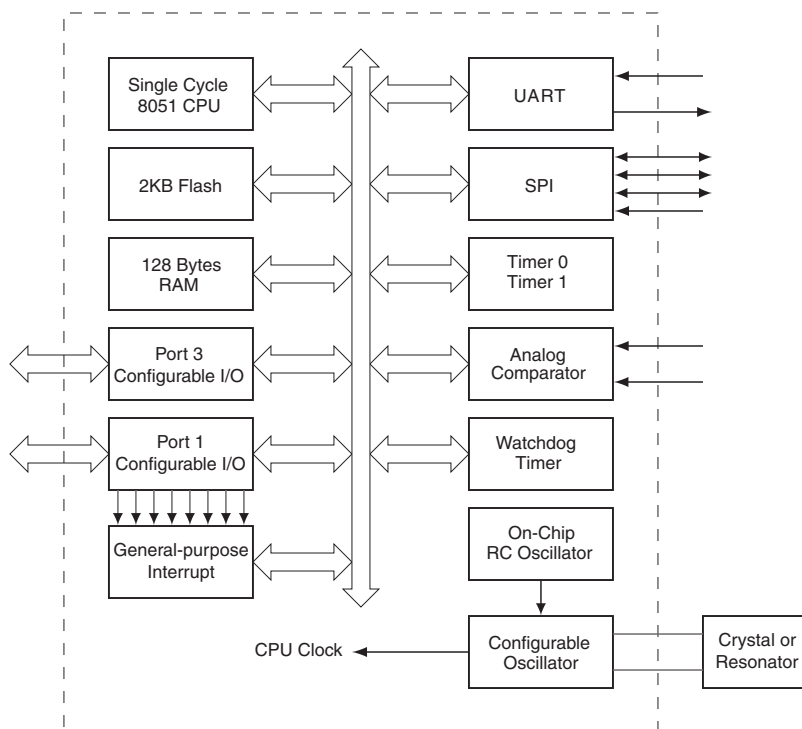 Single Cycle
8051 CPU
UART
2KB Flash
SPI
128 Bytes
RAM
Timer 0
Timer 1
Port 3
Configurable I/O
Analog
Comparator
Port 1
Configurable I/O
Watchdog
Timer
General-purpose
Interrupt
On-Chip
RC Oscillator
CPU Clock
Configurable
Oscillator
Crystal or
Resonator